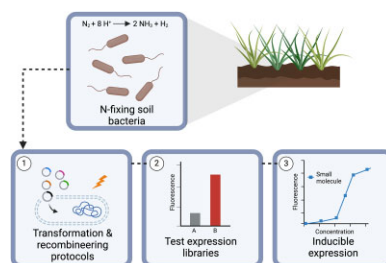 N₂ + 8 H⁺ ⟶ 2 NH₃ + H₂
N-fixing soil
bacteria
1
Transformation &
recombineering
protocols
2
Fluorescence
A B
Test expression
libraries
3
Small
molecule
Fluorescence
Concentration
Inducible
expression